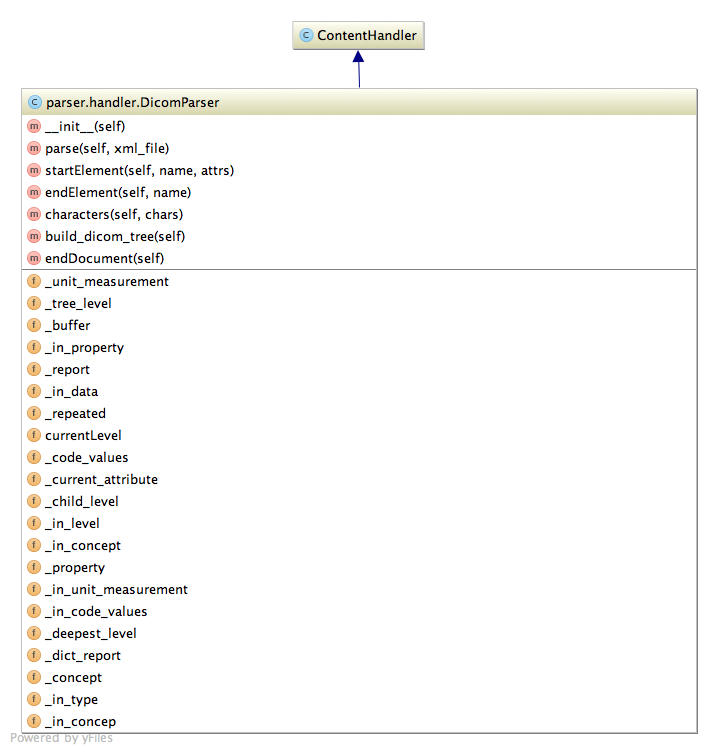 C ContentHandler
C parser.handler.DicomParser
m __init__(self)
m parse(self, xml_file)
m startElement(self, name, attrs)
m endElement(self, name)
m characters(self, chars)
m build_dicom_tree(self)
m endDocument(self)
f _unit_measurement
f _tree_level
f _buffer
f _in_property
f _report
f _in_data
f _repeated
f currentLevel
f _code_values
f _current_attribute
f _child_level
f _in_level
f _in_concept
f _property
f _in_unit_measurement
f _in_code_values
f _deepest_level
f _dict_report
f _concept
f _in_type
f _in_concep
Powered by yFiles